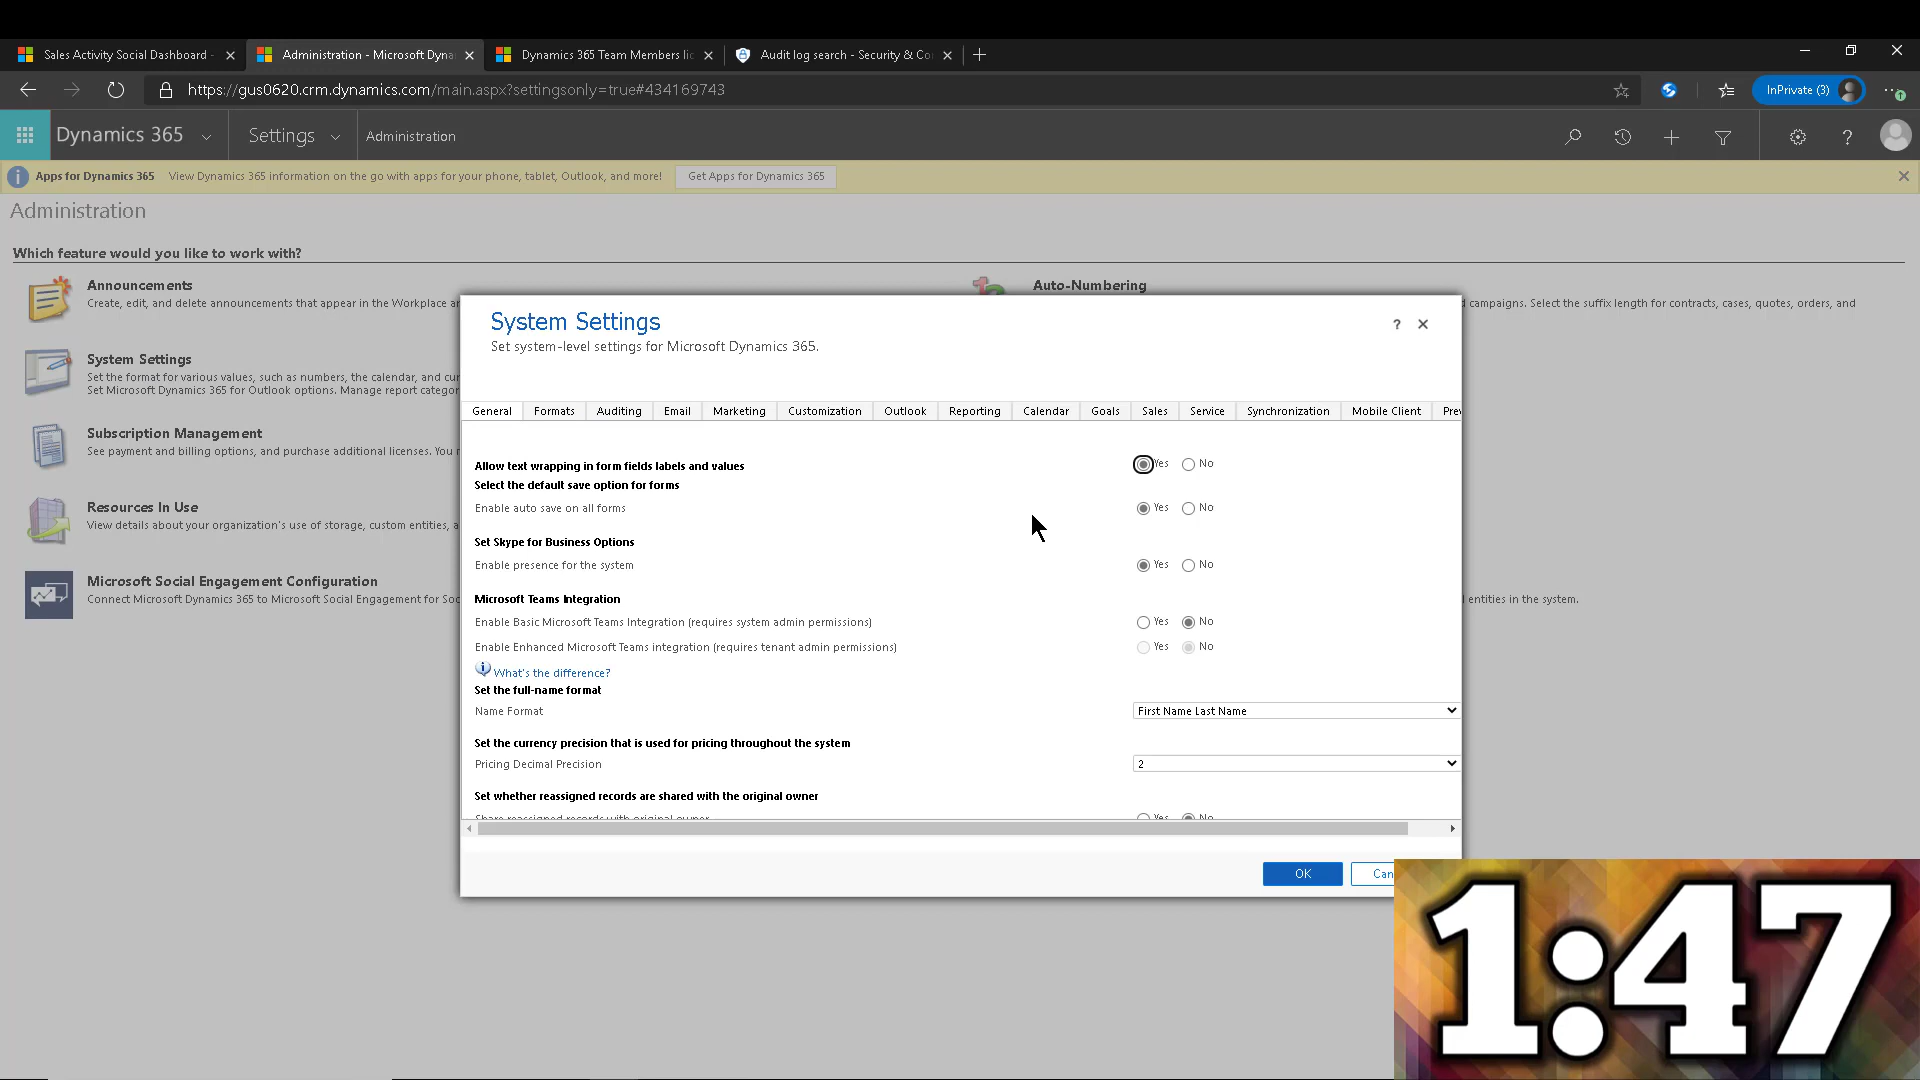 Sales Activity Social Dashboard -
Administration - Microsoft Dyna
Dynamics 365 Team Members lic
Audit log search - Security & Co
https://gus0620.crm.dynamics.com/main.aspx?settingsonly=true#434169743
InPrivate (3)
Dynamics 365
Settings
Administration
Apps for Dynamics 365 View Dynamics 365 information on the go with apps for your phone, tablet, Outlook, and more! Get Apps for Dynamics 365
Administration
Which feature would you like to work with?
Announcements
Create, edit, and delete announcements that appear in the Workplace
Auto-Numbering
campaigns. Select the suffix length for contracts, cases, quotes, orders, and
System Settings
Set the format for various values, such as numbers, the calendar, and
Set Microsoft Dynamics 365 for Outlook options. Manage report
Subscription Management
See payment and billing options, and purchase additional licenses.
Resources In Use
View details about your organization's use of storage, custom entities,
Microsoft Social Engagement Configuration
Connect Microsoft Dynamics 365 to Microsoft Social Engagement for
entities in the system.
System Settings
Set system-level settings for Microsoft Dynamics 365.
General Formats Auditing Email Marketing Customization Outlook Reporting Calendar Goals Sales Service Synchronization Mobile Client Prev
Allow text wrapping in form fields labels and values Yes No
Select the default save option for forms
Enable auto save on all forms Yes No
Set Skype for Business Options
Enable presence for the system Yes No
Microsoft Teams Integration
Enable Basic Microsoft Teams Integration (requires system admin permissions) Yes No
Enable Enhanced Microsoft Teams integration (requires tenant admin permissions) Yes No
What's the difference?
Set the full-name format
Name Format First Name Last Name
Set the currency precision that is used for pricing throughout the system
Pricing Decimal Precision 2
Set whether reassigned records are shared with the original owner
Share reassigned records with original owner Yes No
OK
Can
1:47